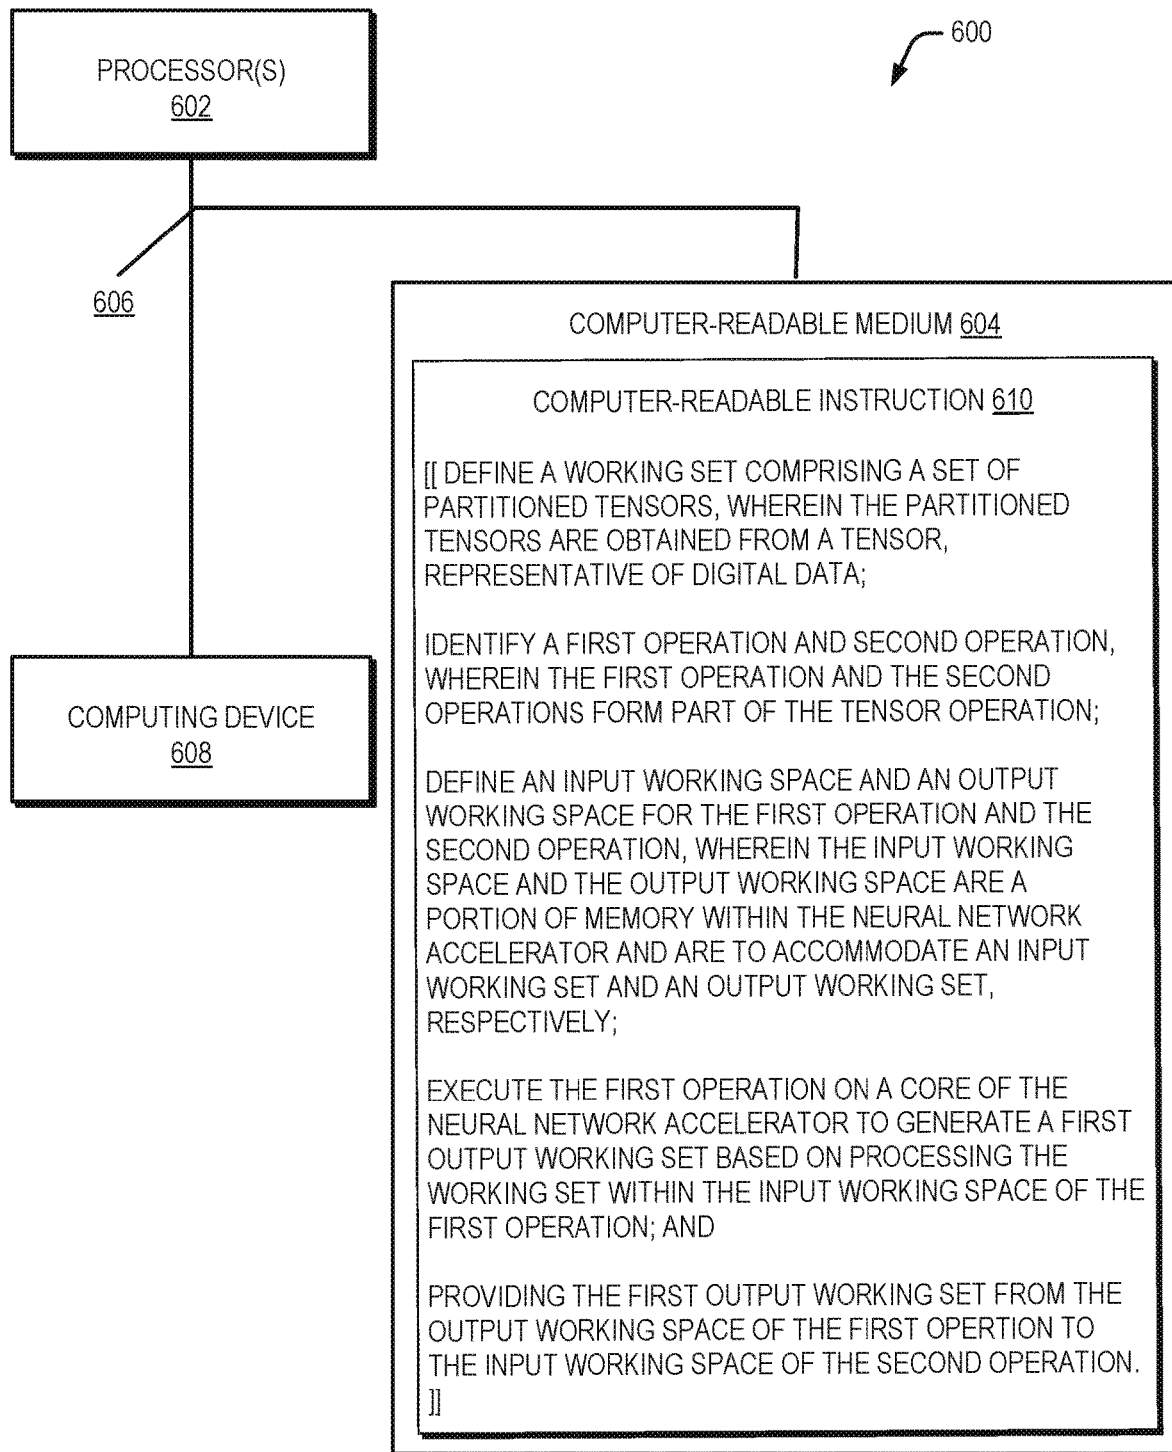 600
PROCESSOR(S)
602
606
COMPUTER-READABLE MEDIUM 604
COMPUTER-READABLE INSTRUCTION 610
[[ DEFINE A WORKING SET COMPRISING A SET OF
PARTITIONED TENSORS, WHEREIN THE PARTITIONED
TENSORS ARE OBTAINED FROM A TENSOR,
REPRESENTATIVE OF DIGITAL DATA;
IDENTIFY A FIRST OPERATION AND SECOND OPERATION,
WHEREIN THE FIRST OPERATION AND THE SECOND
OPERATIONS FORM PART OF THE TENSOR OPERATION;
DEFINE AN INPUT WORKING SPACE AND AN OUTPUT
WORKING SPACE FOR THE FIRST OPERATION AND THE
SECOND OPERATION, WHEREIN THE INPUT WORKING
SPACE AND THE OUTPUT WORKING SPACE ARE A
PORTION OF MEMORY WITHIN THE NEURAL NETWORK
ACCELERATOR AND ARE TO ACCOMMODATE AN INPUT
WORKING SET AND AN OUTPUT WORKING SET,
RESPECTIVELY;
EXECUTE THE FIRST OPERATION ON A CORE OF THE
NEURAL NETWORK ACCELERATOR TO GENERATE A FIRST
OUTPUT WORKING SET BASED ON PROCESSING THE
WORKING SET WITHIN THE INPUT WORKING SPACE OF THE
FIRST OPERATION; AND
PROVIDING THE FIRST OUTPUT WORKING SET FROM THE
OUTPUT WORKING SPACE OF THE FIRST OPERTION TO
THE INPUT WORKING SPACE OF THE SECOND OPERATION.
]]
COMPUTING DEVICE
608